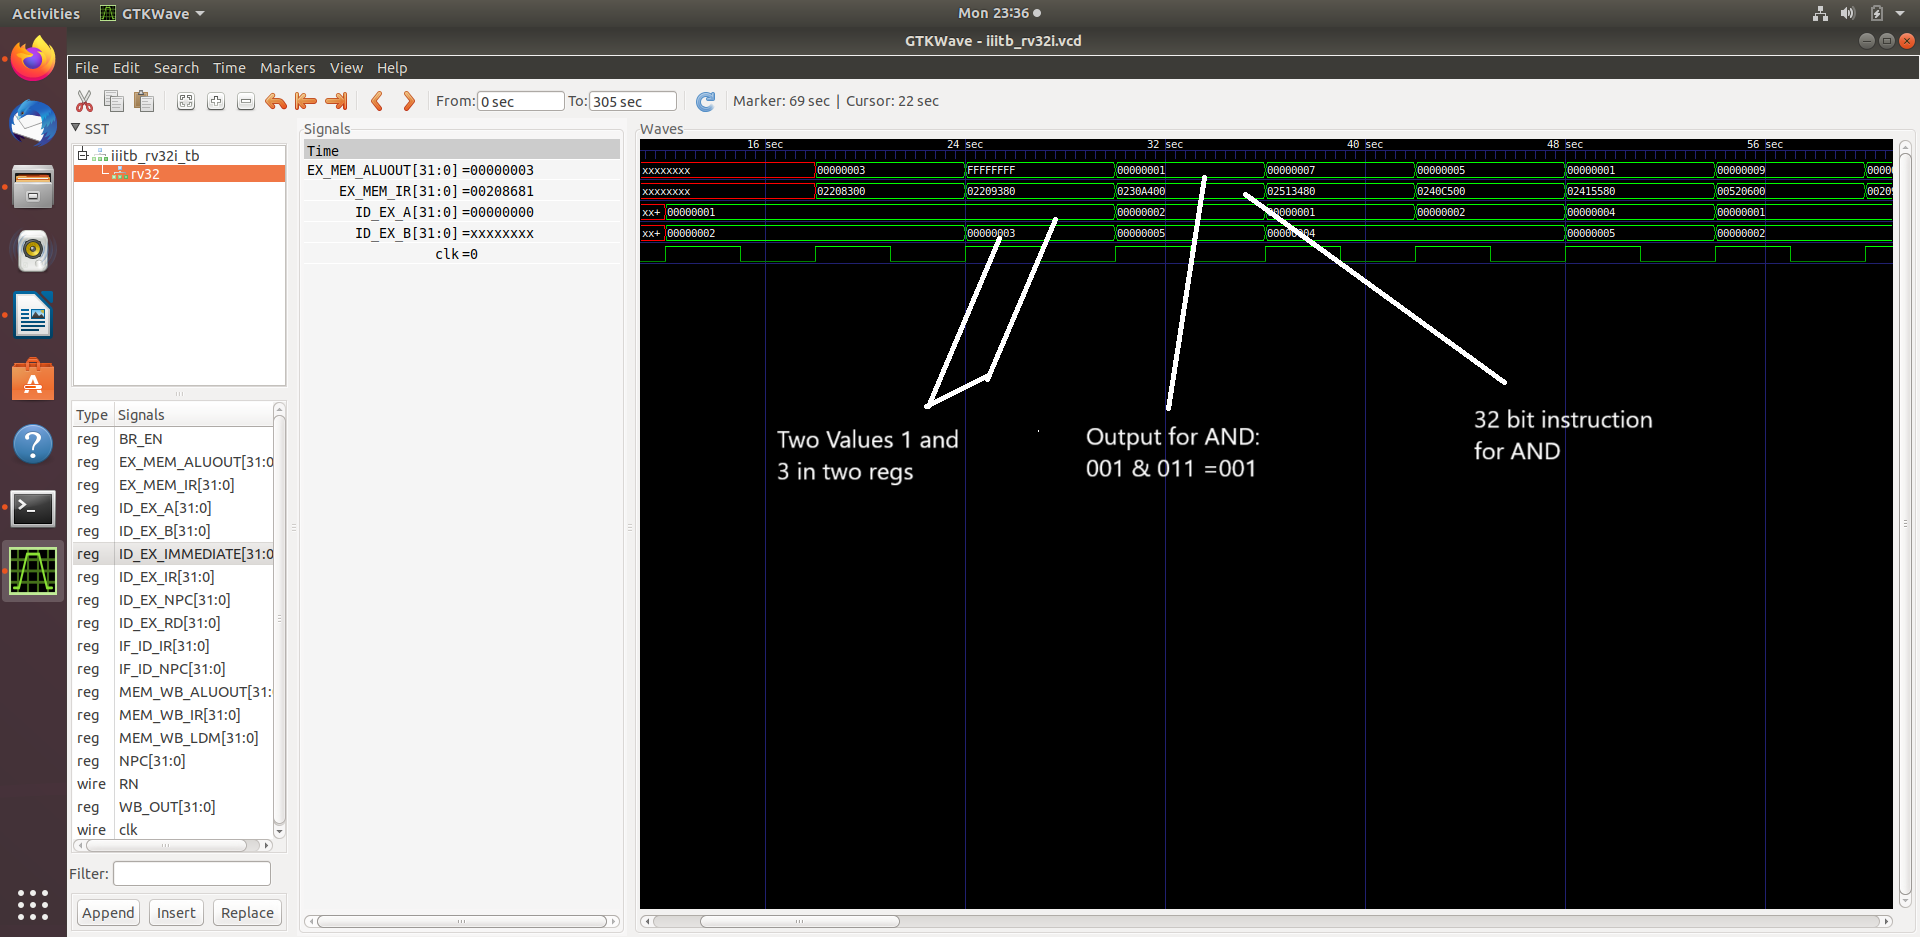 Activities GTKWave Mon 23:36
GTKWave - iiitb_rv32i.vcd
File Edit Search Time Markers View Help
From: 0 sec To: 305 sec Marker: 69 sec | Cursor: 22 sec
SST
iiitb_rv32i_tb
rv32
Type Signals
reg BR_EN
reg EX_MEM_ALUOUT[31:0
reg EX_MEM_IR[31:0]
reg ID_EX_A[31:0]
reg ID_EX_B[31:0]
reg ID_EX_IMMEDIATE[31:0
reg ID_EX_IR[31:0]
reg ID_EX_NPC[31:0]
reg ID_EX_RD[31:0]
reg IF_ID_IR[31:0]
reg IF_ID_NPC[31:0]
reg MEM_WB_ALUOUT[31:
reg MEM_WB_IR[31:0]
reg MEM_WB_LDM[31:0]
reg NPC[31:0]
wire RN
reg WB_OUT[31:0]
wire clk
Filter:
Append Insert Replace
Signals
Time
EX_MEM_ALUOUT[31:0] =00000003
EX_MEM_IR[31:0] =00208681
ID_EX_A[31:0] =00000000
ID_EX_B[31:0] =xxxxxxxx
clk =0
Waves
16 sec 24 sec 32 sec 40 sec 48 sec 56 sec
xxxxxxxx 00000003 FFFFFFFF 00000001 00000007 00000005 00000001 00000009 0000
xxxxxxxx 02208300 02209380 0230A400 02513480 0240C500 02415580 00520600 0020
xx+ 00000001 00000002 00000001 00000002 00000004 00000001
xx+ 00000002 00000003 00000005 00000004 00000005 00000002
Two Values 1 and
3 in two regs
Output for AND:
001 & 011 =001
32 bit instruction
for AND